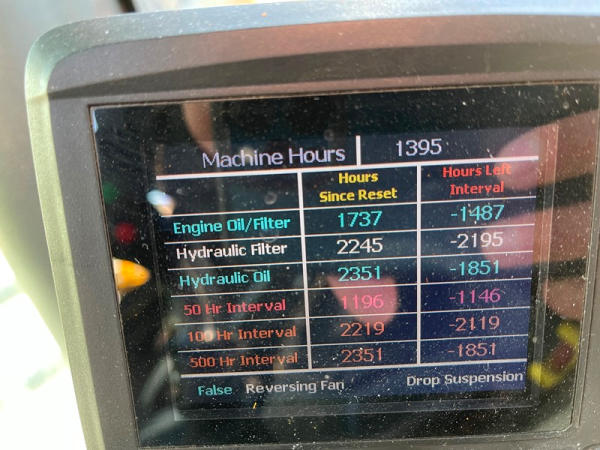 Machine Hours 1395
Hours Since Reset Hours Left Interval
Engine Oil/Filter 1737 -1487
Hydraulic Filter 2245 -2195
Hydraulic Oil 2351 -1851
50 Hr Interval 1196 -1146
100 Hr Interval 2219 -2119
500 Hr Interval 2351 -1851
False Reversing Fan Drop Suspension